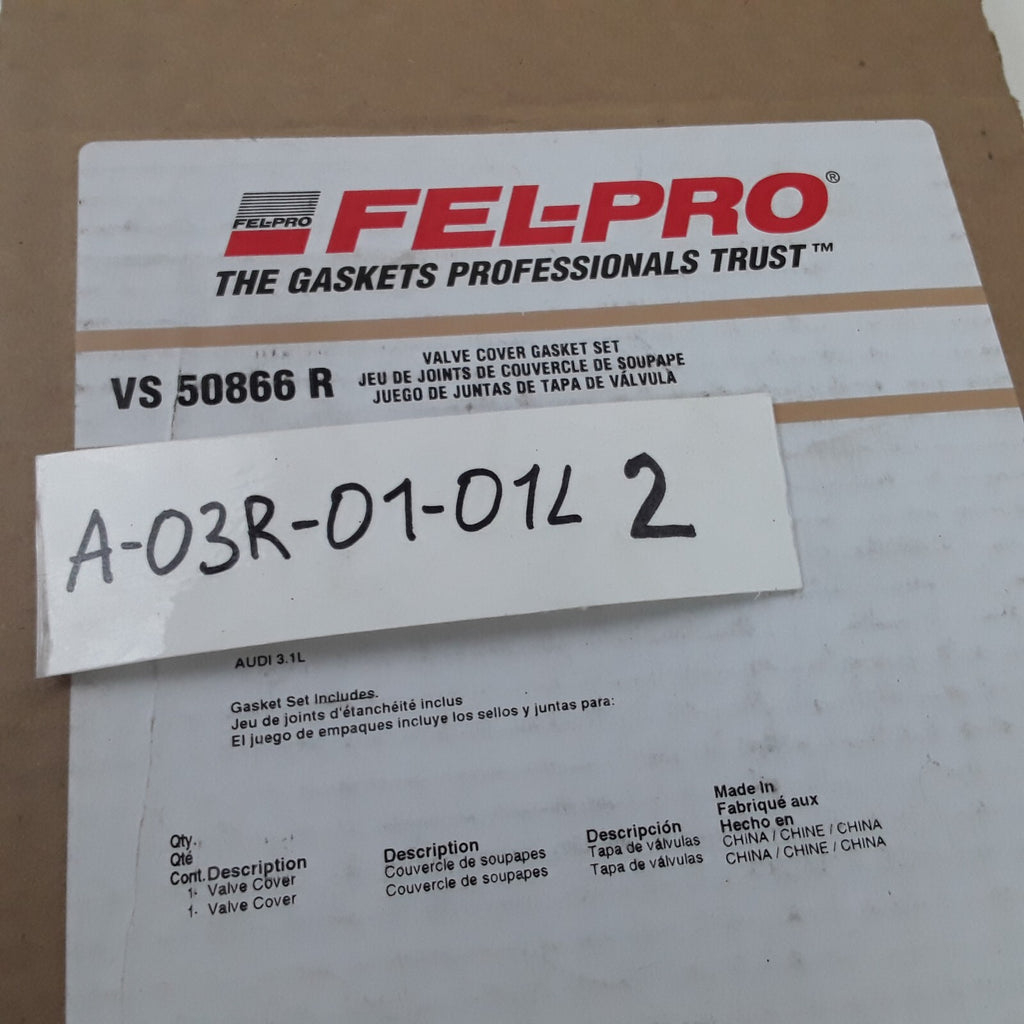 FEL-PRO
FEL-PRO®
THE GASKETS PROFESSIONALS TRUST™
VS 50866 R
VALVE COVER GASKET SET
JEU DE JOINTS DE COUVERCLE DE SOUPAPE
JUEGO DE JUNTAS DE TAPA DE VÁLVULA
A-03R-01-01L 2
AUDI 3.1L
Gasket Set Includes.
Jeu de joints d'étanchéité inclus
El juego de empaques incluye los sellos y juntas para:
Qty.
Qté
Cont. Description Description Descripción Made In
Fabriqué aux
Hecho en
1- Valve Cover Couvercle de soupapes Tapa de válvulas CHINA / CHINE / CHINA
1- Valve Cover Couvercle de soupapes Tapa de válvulas CHINA / CHINE / CHINA